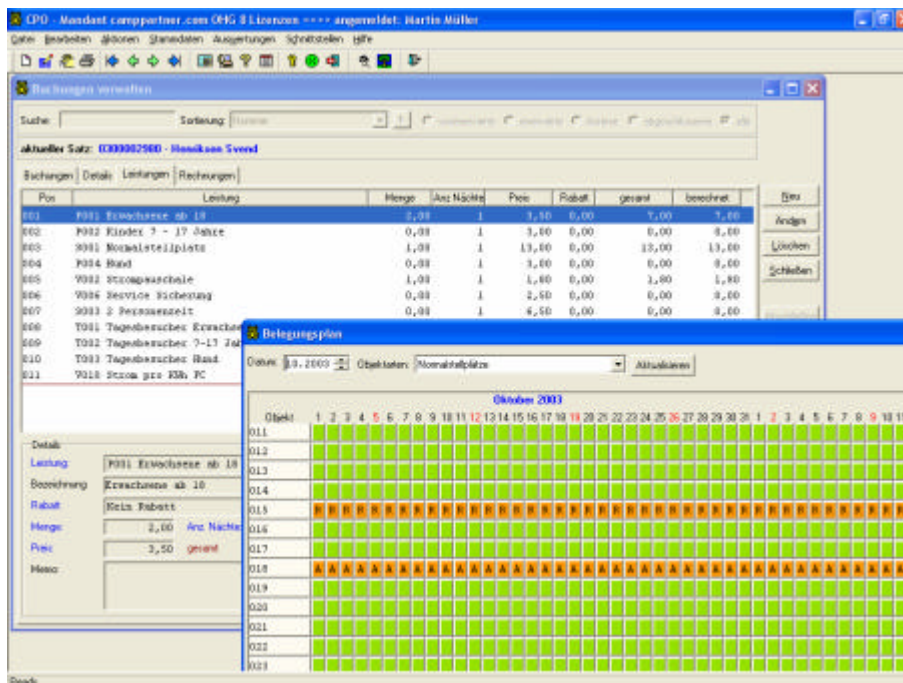 CPO - Mandant camppartner.com OHG 8 Lizenzen ---- angemeldet: Martin Müller
Datei Bearbeiten Aktionen Stammdaten Auswertungen Schnittstellen Hilfe
Buchungen verwalten
Suche: Sortierung: Nummer
alle
aktueller Satz: 0300002980 - Henikson Svend
Buchungen Details Leistungen Rechnungen
Pos Leistung Menge Anz Nächte Preis Rabatt gesamt berechnet Neu
001 P001 Erwachsene ab 18 2,00 1 3,50 0,00 7,00 7,00
Ändern
002 P002 Kinder 7 - 17 Jahre 0,00 1 3,00 0,00 0,00 0,00
003 S001 Normalstellplatz 1,00 1 13,00 0,00 13,00 13,00 Löschen
004 P004 Hund 0,00 1 3,00 0,00 0,00 0,00
005 V002 Strompauschale 1,00 1 1,80 0,00 1,80 1,80 Schließen
006 V006 Service Sicherung 0,00 1 2,50 0,00 0,00 0,00
007 S003 2 Personenzelt 0,00 1 6,50 0,00 0,00 0,00
008 T001 Tagesbesucher
009 T002 Tagesbesucher 7-17
010 T003 Tagesbesucher Hund
011 V010 Strom pro KWh PC
Belegungsplan
Datum: 10.2003 Objektarten: Normalstellplätze Aktualisieren
Oktober 2003
Objekt 1 2 3 4 5 6 7 8 9 10 11 12 13 14 15 16 17 18 19 20 21 22 23 24 25 26 27 28 29 30 31 1 2 3 4 5 6 7 8 9 10
011
012
013
014
015 R R R R R R R R R R R R R R R R R R R R R R R R R R R R R R R R R R R R R R R R R
016
017
018 A A A A A A A A A A A A A A A A A A A A A A A A A A A A A A A A A A A A A A A A A
019
020
021
022
023
Details
Leistung: P001 Erwachsene ab 18
Bezeichnung Erwachsene ab 18
Rabatt Kein Rabatt
Menge: 2,00 Anz. Nächte
Preis: 3,50 gesamt
Memo:
Ready